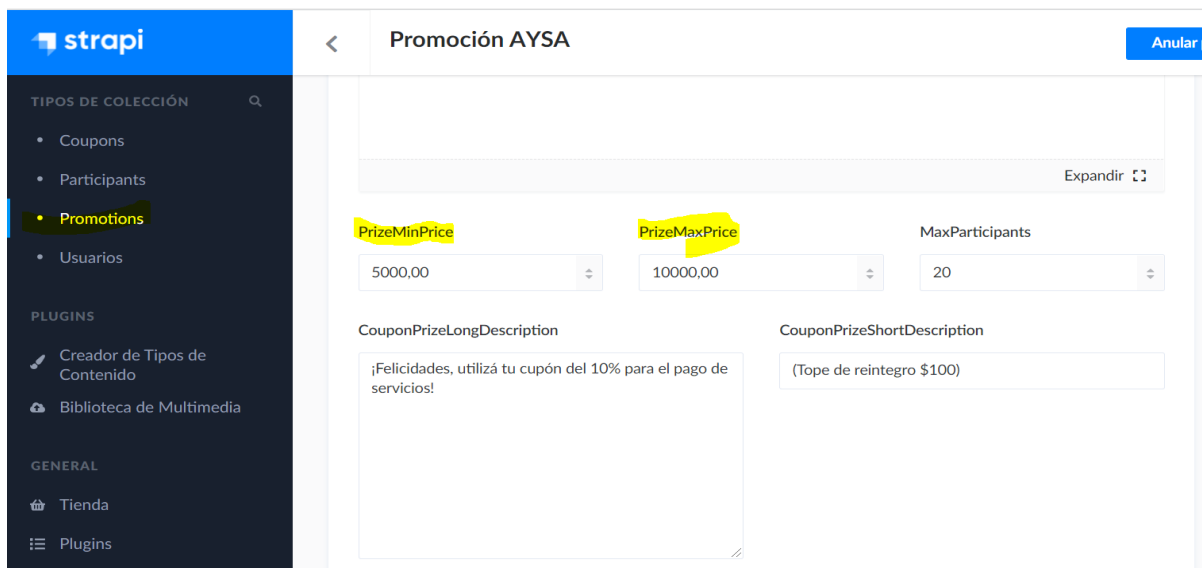 strapi
Promoción AYSA
Anular
TIPOS DE COLECCIÓN
Coupons
Participants
Promotions
Usuarios
PLUGINS
Creador de Tipos de
Contenido
Biblioteca de Multimedia
GENERAL
Tienda
Plugins
Expandir
PrizeMinPrice
PrizeMaxPrice
MaxParticipants
5000,00
10000,00
20
CouponPrizeLongDescription
CouponPrizeShortDescription
¡Felicidades, utilizá tu cupón del 10% para el pago de
servicios!
(Tope de reintegro $100)